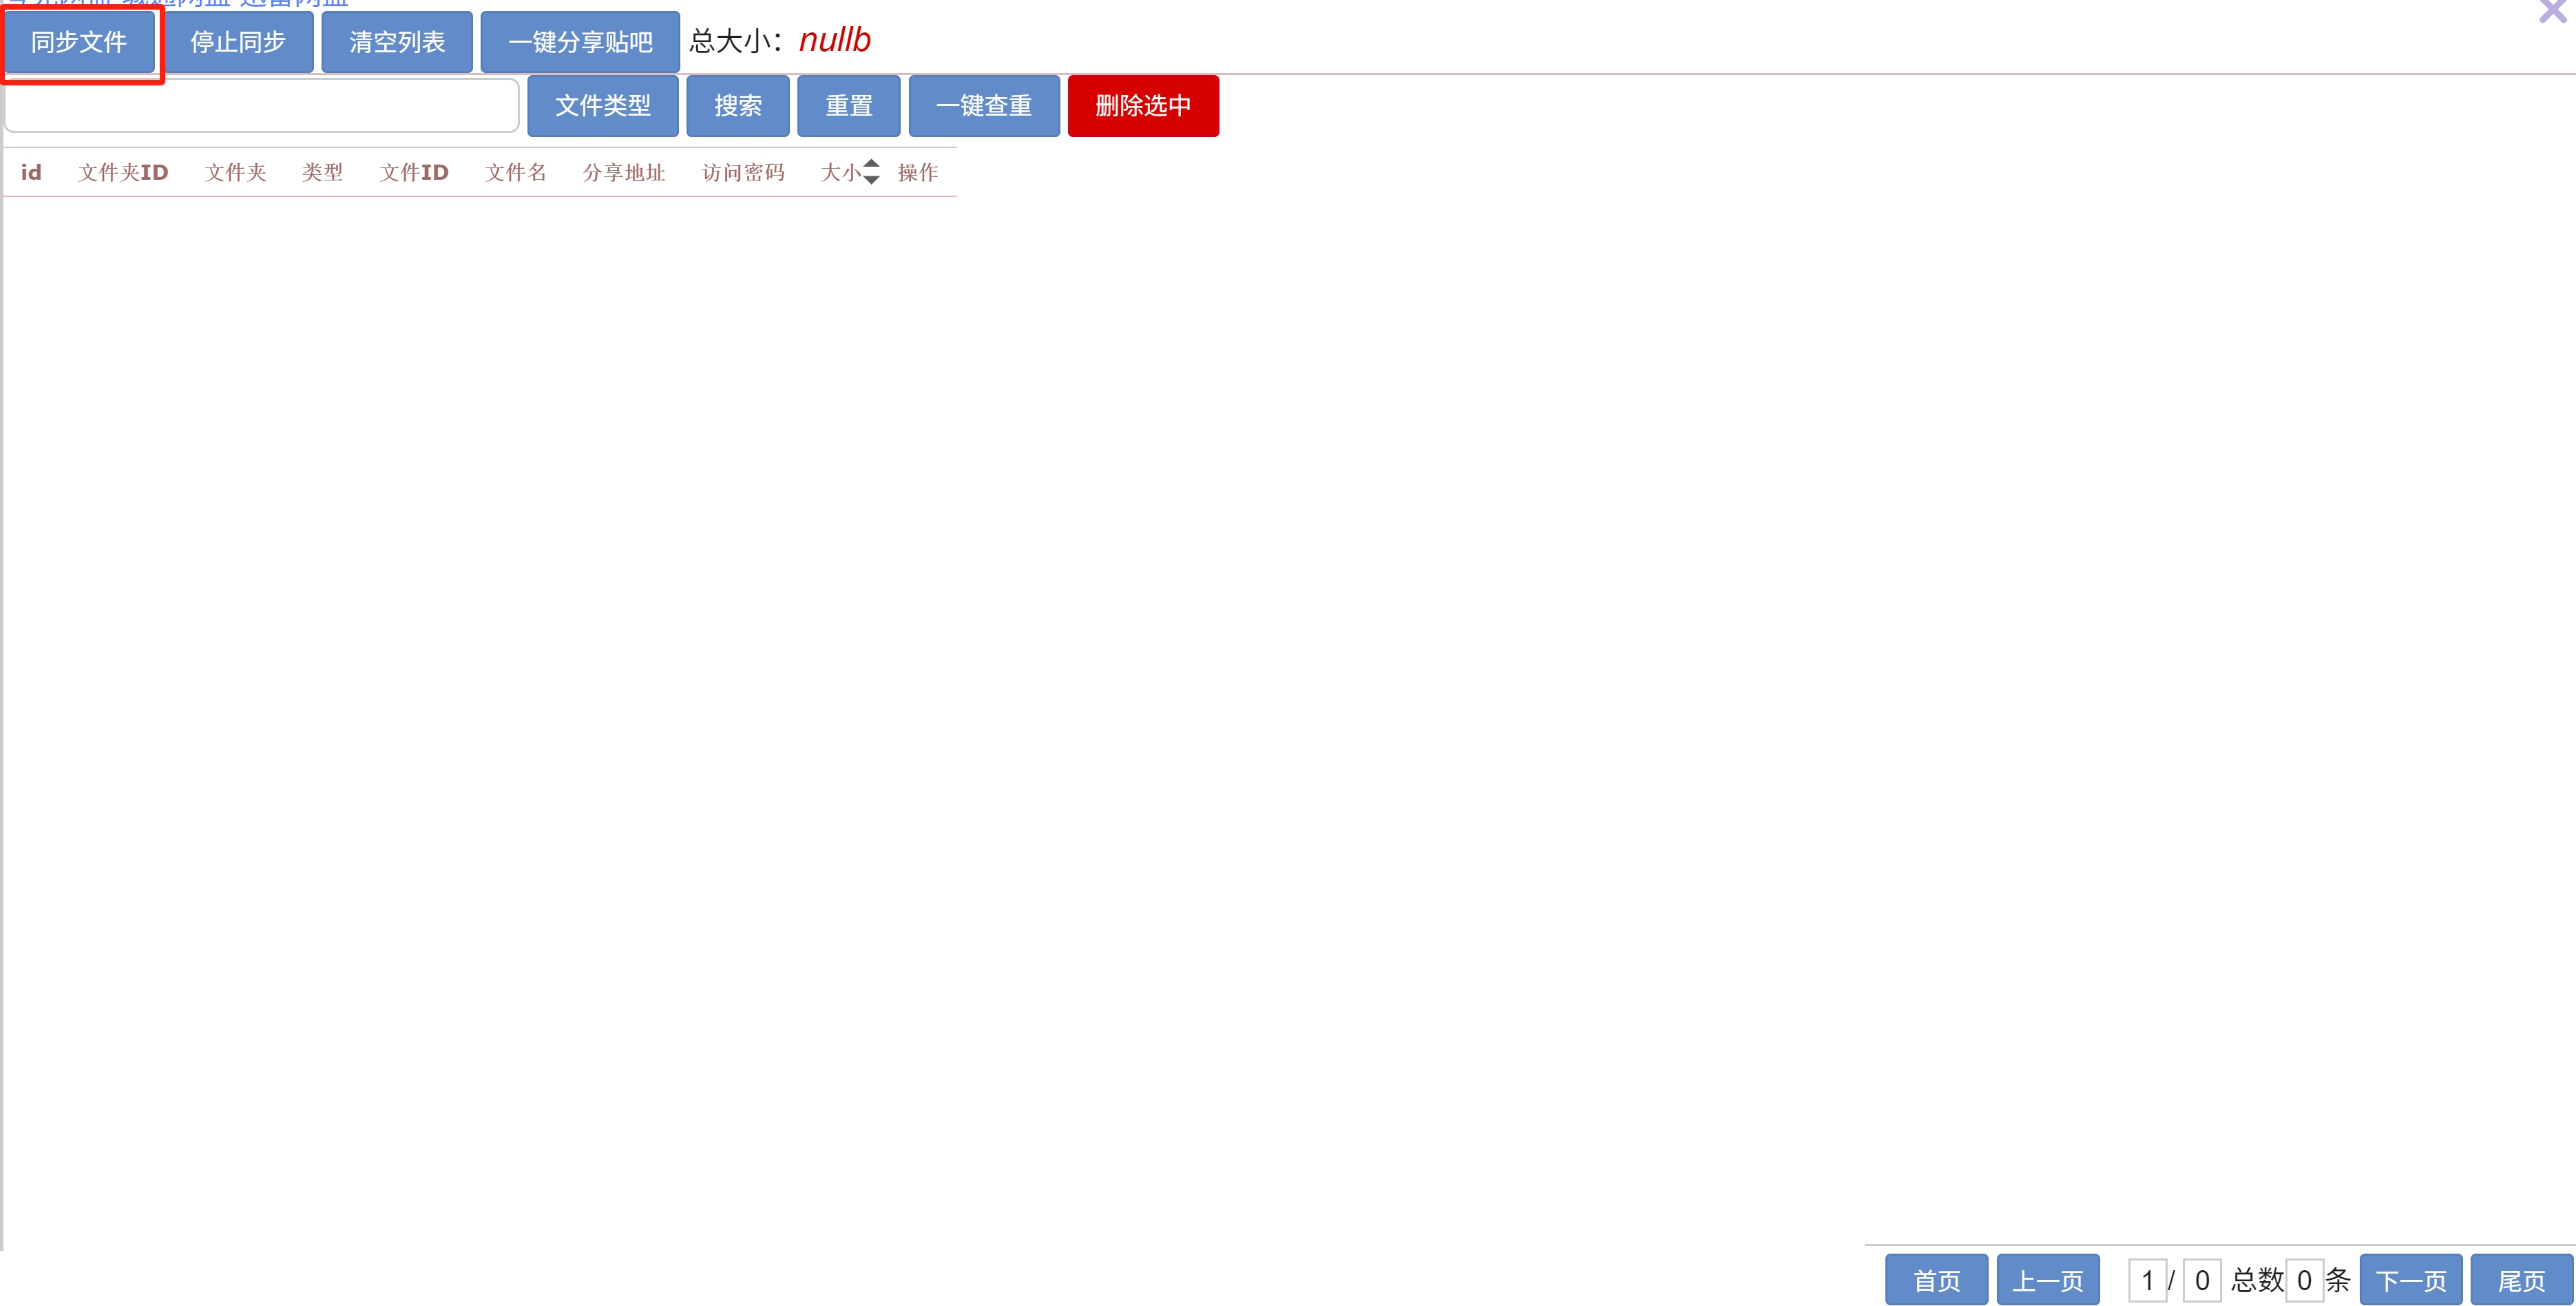 同步文件 停止同步 清空列表 一键分享贴吧 总大小：nullb
文件类型 搜索 重置 一键查重 删除选中
id 文件夹ID 文件夹 类型 文件ID 文件名 分享地址 访问密码 大小 操作
首页 上一页 1 / 0 总数 0 条 下一页 尾页